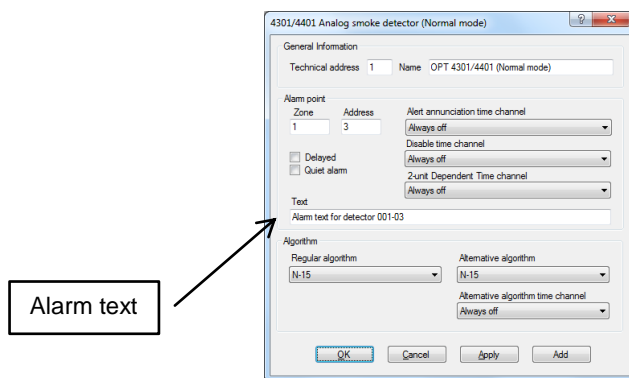 4301/4401 Analog smoke detector (Normal mode)
General Information
Technical address 1 Name OPT 4301/4401 (Nomal mode)
Alarm point
Zone Address Alert annunciation time channel
1 3 Always off
Disable time channel
Delayed Always off
Quiet alarm
2-unit Dependent Time channel
Always off
Text
Alarm text for detector 001-03
Algorithm
Regular algorithm Alternative algorithm
N-15 N-15
Alternative algorithm time channel
Always off
OK Cancel Apply Add
Alarm text